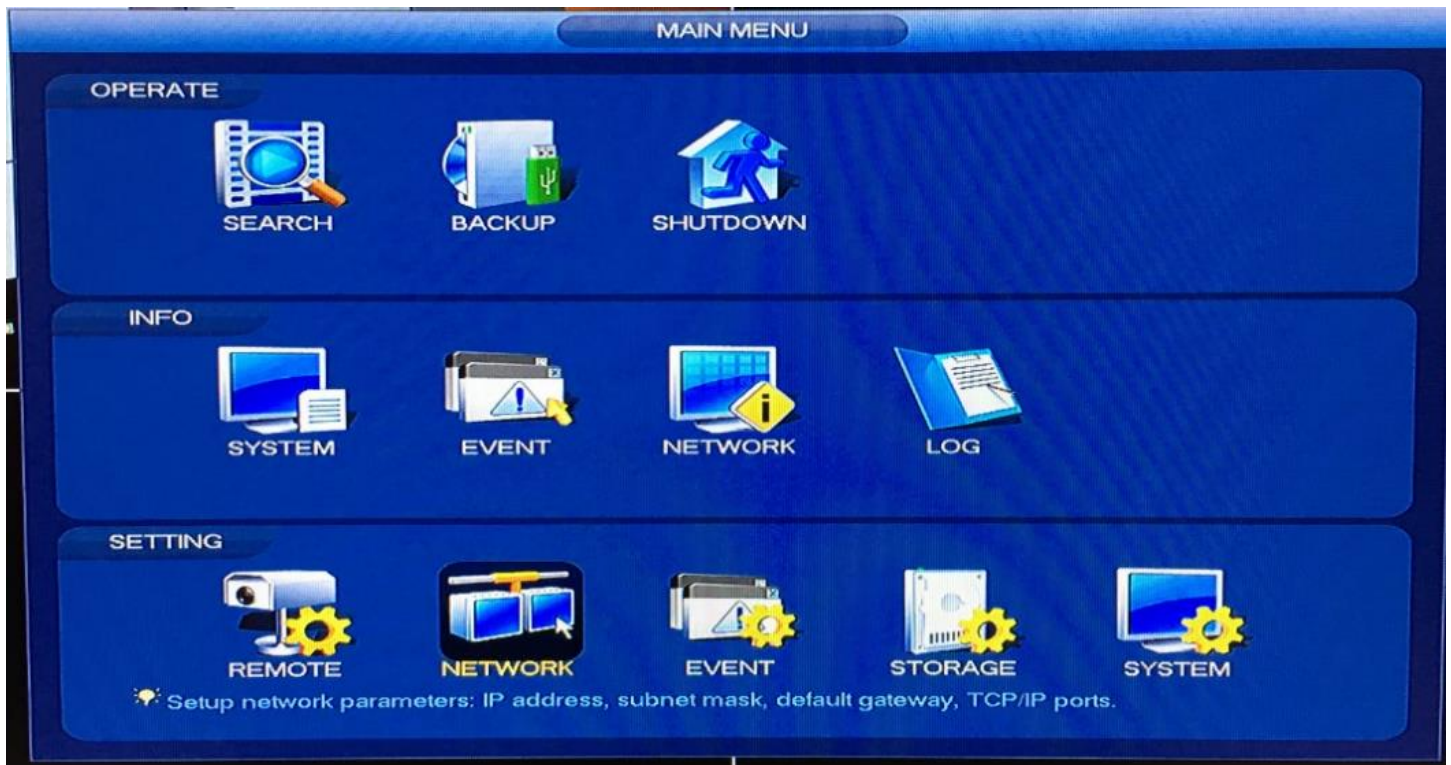 MAIN MENU
OPERATE
SEARCH BACKUP SHUTDOWN
INFO
SYSTEM EVENT NETWORK LOG
SETTING
REMOTE NETWORK EVENT STORAGE SYSTEM
Setup network parameters: IP address, subnet mask, default gateway, TCP/IP ports.